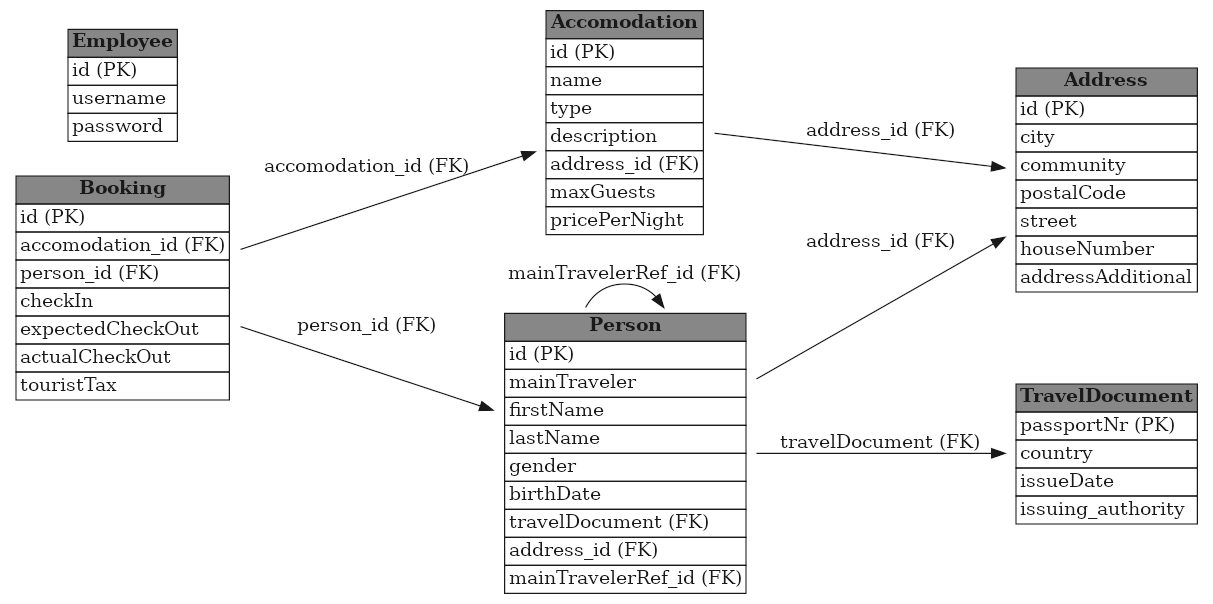 Employee
id (PK)
username
password
Booking
id (PK)
accomodation_id (FK)
person_id (FK)
checkIn
expectedCheckOut
actualCheckOut
touristTax
accomodation_id (FK)
person_id (FK)
Accomodation
id (PK)
name
type
description
address_id (FK)
maxGuests
pricePerNight
mainTravelerRef_id (FK)
Person
id (PK)
mainTraveler
firstName
lastName
gender
birthDate
travelDocument (FK)
address_id (FK)
mainTravelerRef_id (FK)
address_id (FK)
address_id (FK)
travelDocument (FK)
Address
id (PK)
city
community
postalCode
street
houseNumber
addressAdditional
TravelDocument
passportNr (PK)
country
issueDate
issuing_authority